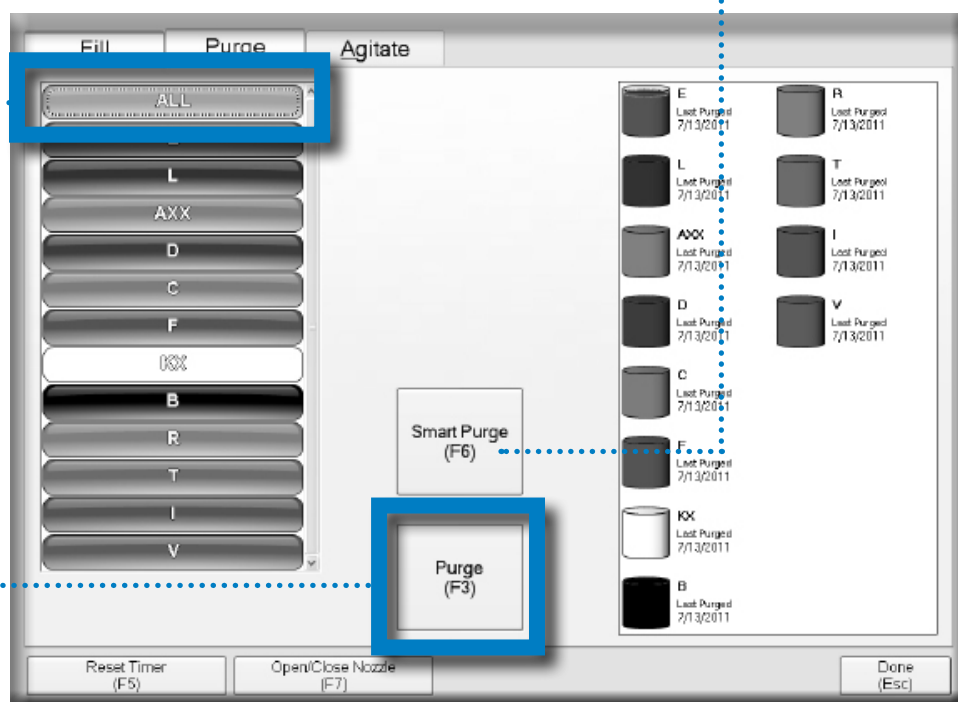 Fill
Purge
Agitate
ALL
L
AXX
D
C
F
KX
B
R
T
I
V
Smart Purge
(F6)
Purge
(F3)
E
Last Purged
7/13/2011
L
Last Purged
7/13/2011
AXX
Last Purged
7/13/2011
D
Last Purged
7/13/2011
C
Last Purged
7/13/2011
F
Last Purged
7/13/2011
KX
Last Purged
7/13/2011
B
Last Purged
7/13/2011
R
Last Purged
7/13/2011
T
Last Purged
7/13/2011
I
Last Purged
7/13/2011
V
Last Purged
7/13/2011
Reset Timer
(F5)
Open/Close Nozzle
(F7)
Done
(Esc)